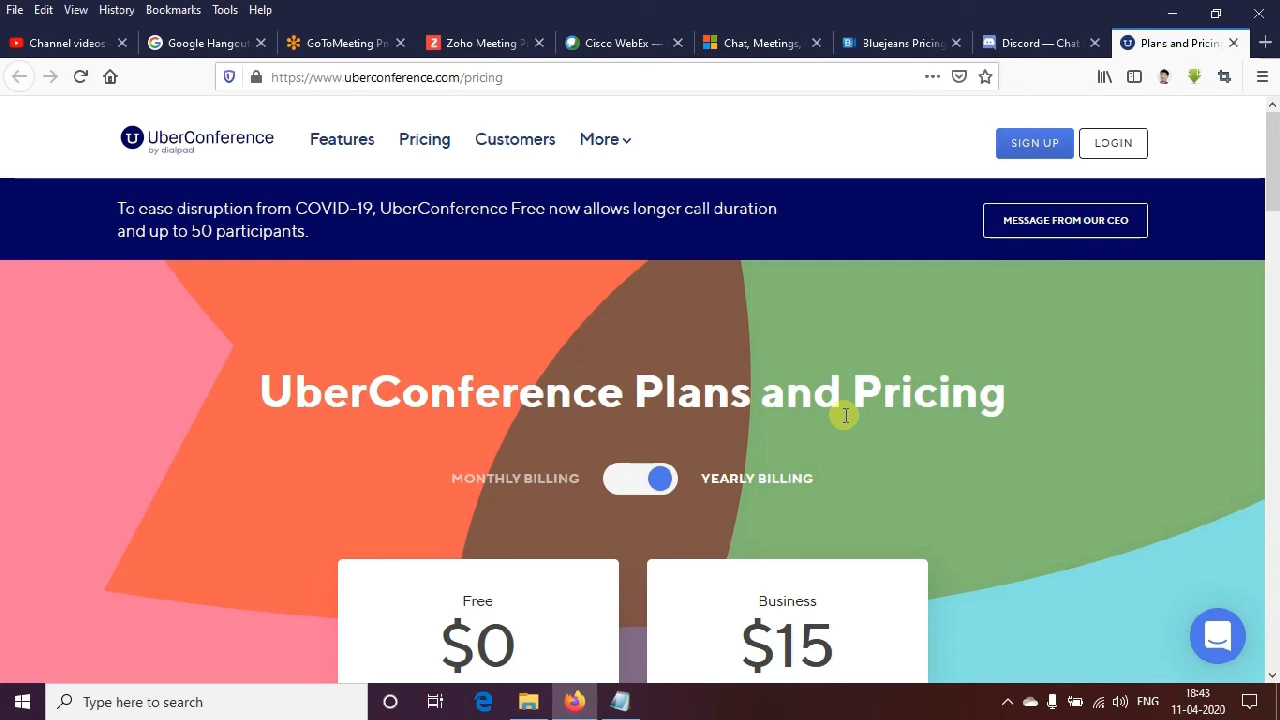 File Edit View History Bookmarks Tools Help
Channel videos - Google Hangout GoToMeeting Pr Zoho Meeting P Cisco WebEx — Chat, Meetings, Bluejeans Pricing Discord — Chat Plans and Pricin
https://www.uberconference.com/pricing
UberConference
by dialpad
Features Pricing Customers More
SIGN UP LOGIN
To ease disruption from COVID-19, UberConference Free now allows longer call duration
and up to 50 participants.
MESSAGE FROM OUR CEO
UberConference Plans and Pricing
MONTHLY BILLING YEARLY BILLING
Free
$0
Business
$15
Type here to search
ENG
18:43
11-04-2020